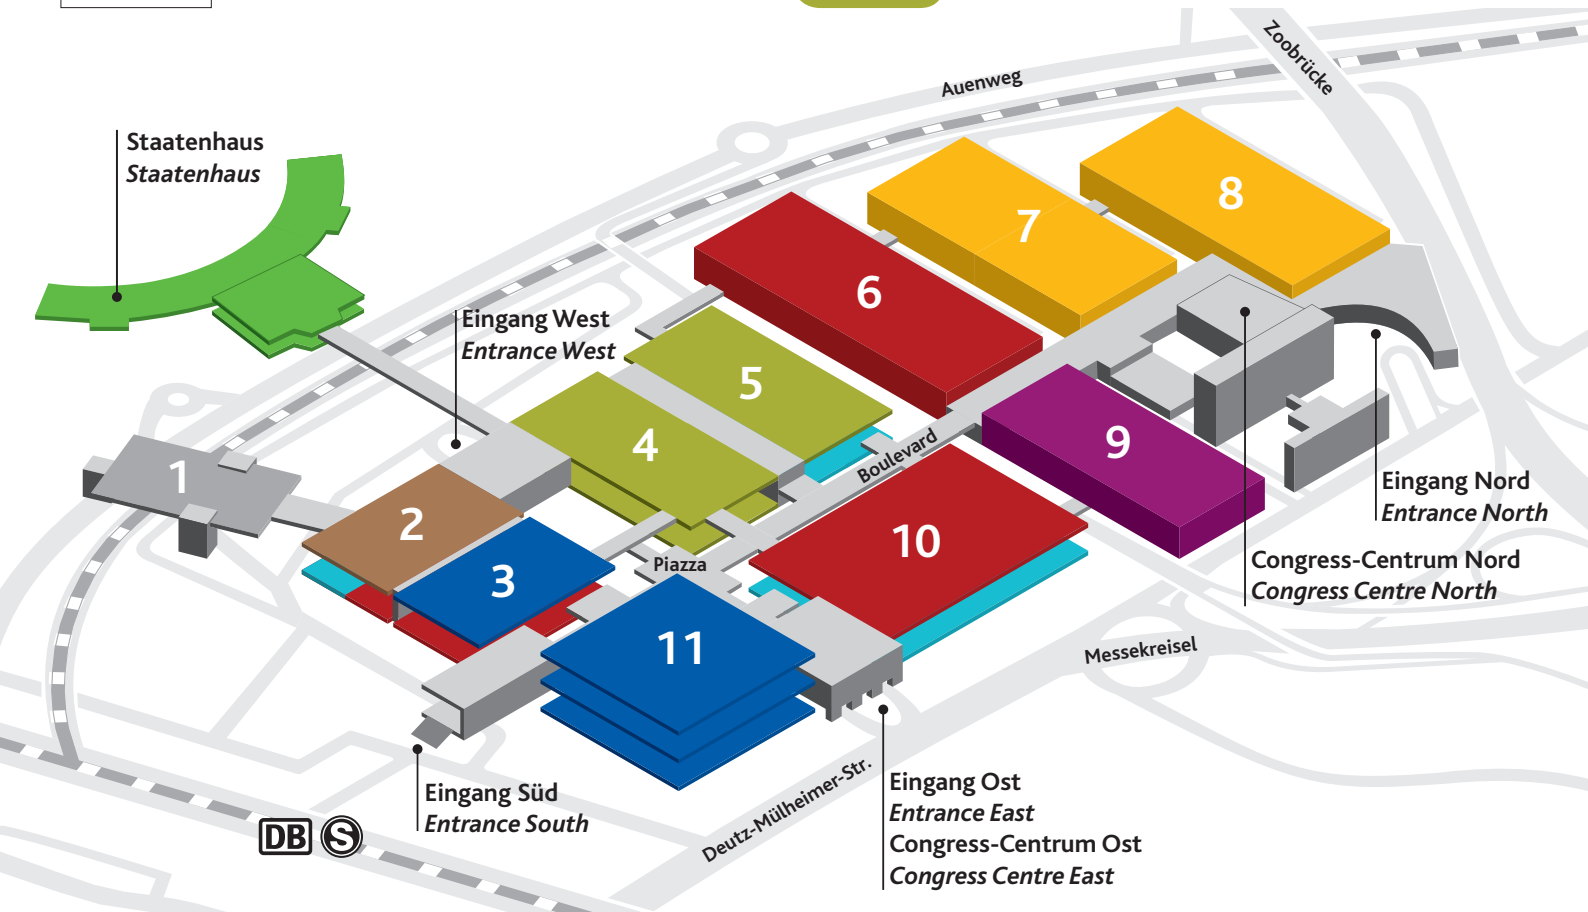 Zoobrücke
Auenweg
Staatenhaus
Staatenhaus
8
7
6
Eingang West
Entrance West
5
4
9
Boulevard
1
2
3
10
Piazza
11
Eingang Nord
Entrance North
Congress-Centrum Nord
Congress Centre North
Messekreisel
Eingang Süd
Entrance South
DB S
Deutz-Mülheimer-Str.
Eingang Ost
Entrance East
Congress-Centrum Ost
Congress Centre East